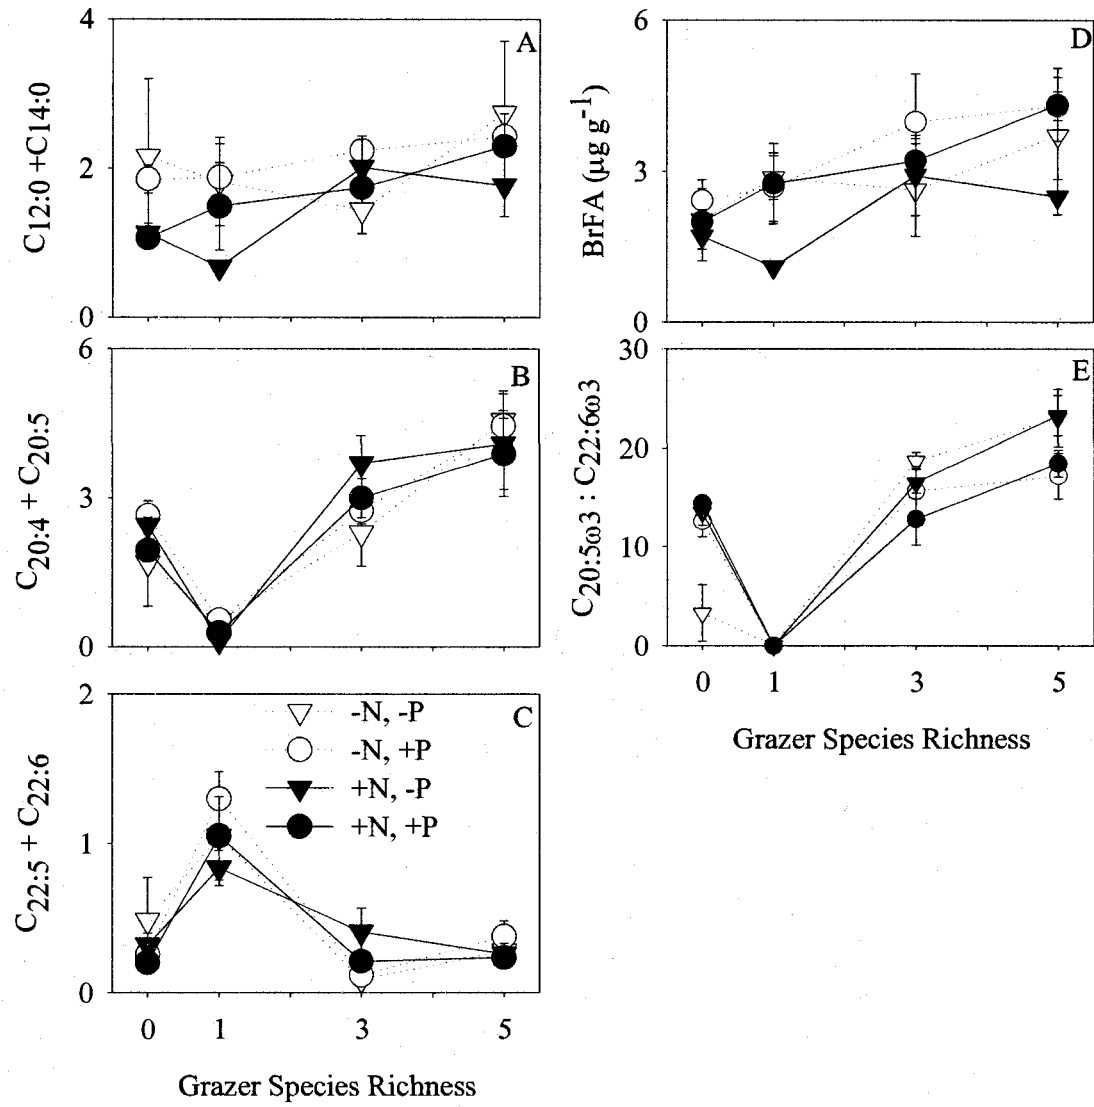 A
C12:0 +C14:0
4
2
0
B
C20:4 + C20:5
6
3
0
C
C22:5 + C22:6
2
1
0
-N, -P
-N, +P
+N, -P
+N, +P
0 1 3 5
Grazer Species Richness
D
BrFA (µg g-1)
6
3
0
E
C20:5ω3 : C22:6ω3
30
20
10
0
0 1 3 5
Grazer Species Richness